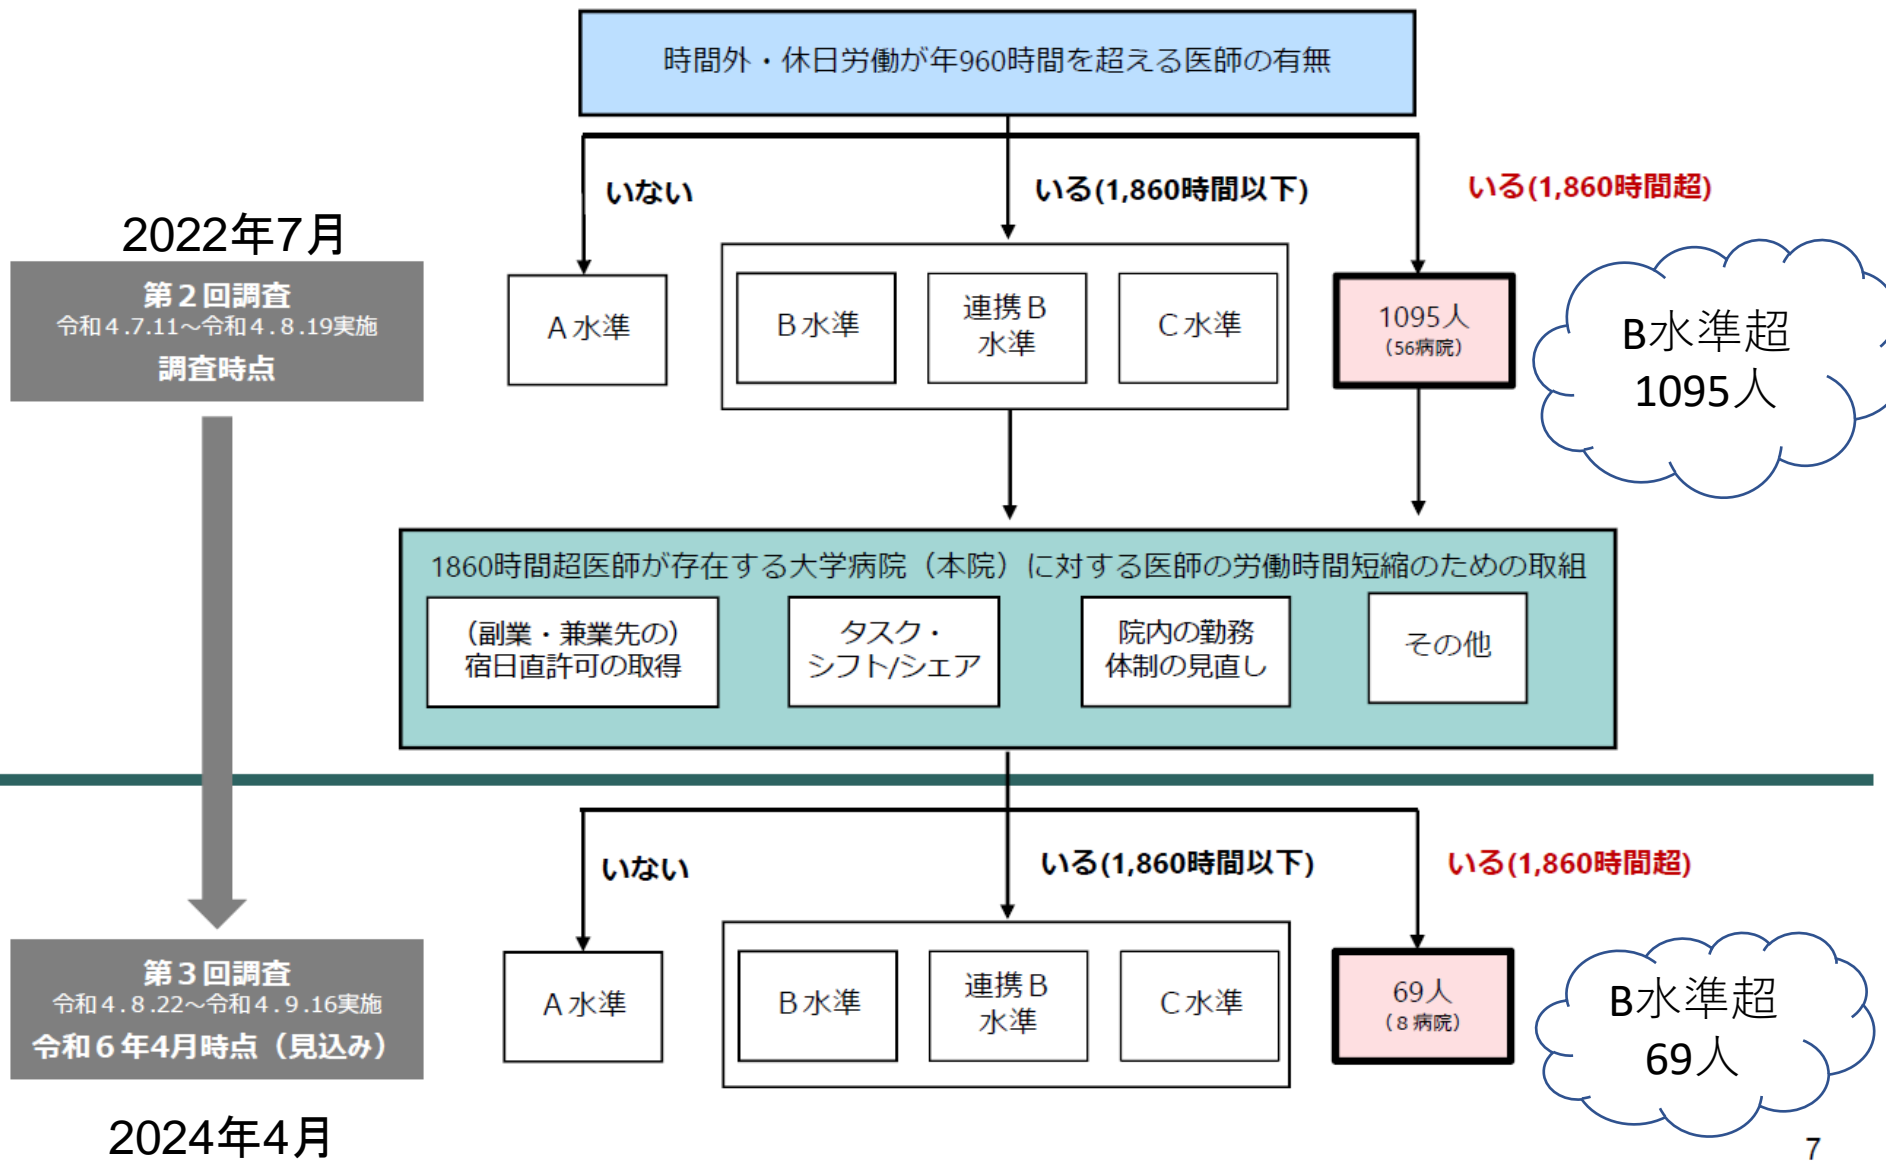 時間外・休日労働が年960時間を超える医師の有無
いない
いる(1,860時間以下)
いる(1,860時間超)
2022年7月
第２回調査
令和４.7.11～令和４.８.19実施
調査時点
Ａ水準
Ｂ水準
連携Ｂ
水準
Ｃ水準
1095人
（56病院）
B水準超
1095人
1860時間超医師が存在する大学病院（本院）に対する医師の労働時間短縮のための取組
（副業・兼業先の）
宿日直許可の取得
タスク・
シフト/シェア
院内の勤務
体制の見直し
その他
いない
いる(1,860時間以下)
いる(1,860時間超)
第３回調査
令和４.８.22～令和４.９.16実施
令和６年4月時点（見込み）
Ａ水準
Ｂ水準
連携Ｂ
水準
Ｃ水準
69人
（８病院）
B水準超
69人
2024年4月
7